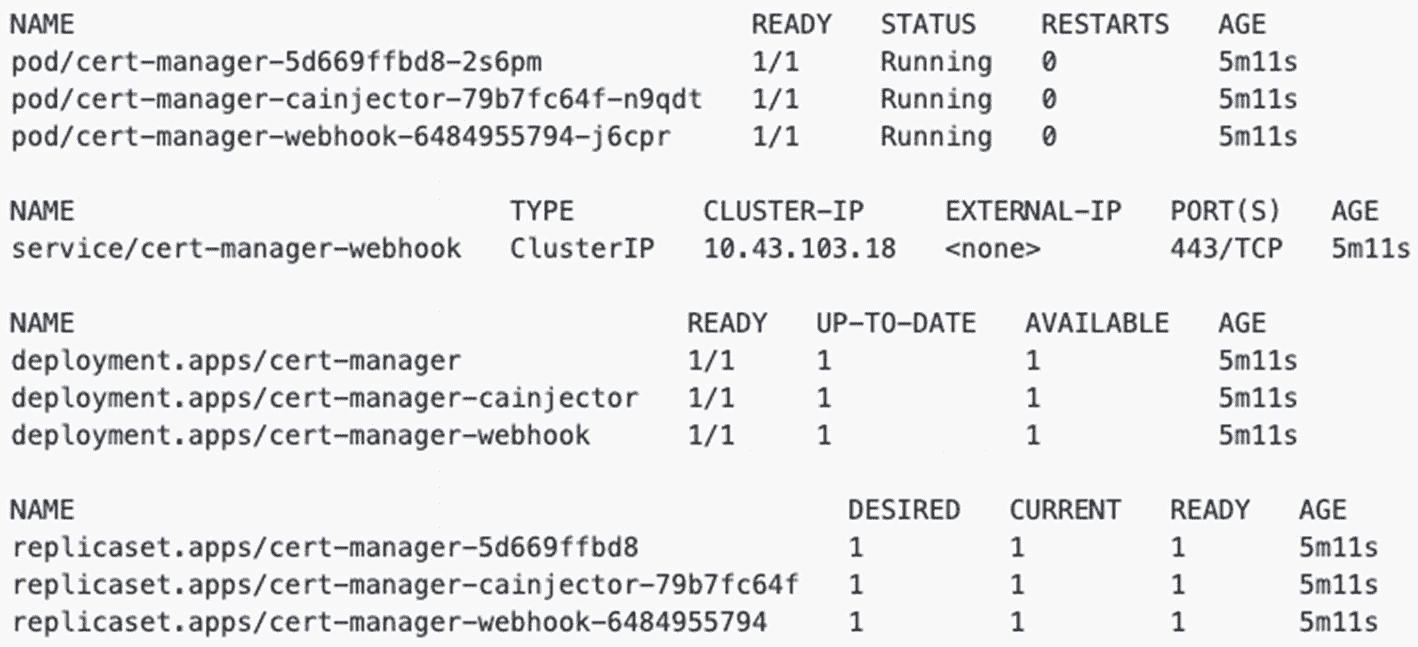 NAME READY STATUS RESTARTS AGE
pod/cert-manager-5d669ffbd8-2s6pm 1/1 Running 0 5m11s
pod/cert-manager-cainjector-79b7fc64f-n9qdt 1/1 Running 0 5m11s
pod/cert-manager-webhook-6484955794-j6cpr 1/1 Running 0 5m11s
NAME TYPE CLUSTER-IP EXTERNAL-IP PORT(S) AGE
service/cert-manager-webhook ClusterIP 10.43.103.18 <none> 443/TCP 5m11s
NAME READY UP-TO-DATE AVAILABLE AGE
deployment.apps/cert-manager 1/1 1 1 5m11s
deployment.apps/cert-manager-cainjector 1/1 1 1 5m11s
deployment.apps/cert-manager-webhook 1/1 1 1 5m11s
NAME DESIRED CURRENT READY AGE
replicaset.apps/cert-manager-5d669ffbd8 1 1 1 5m11s
replicaset.apps/cert-manager-cainjector-79b7fc64f 1 1 1 5m11s
replicaset.apps/cert-manager-webhook-6484955794 1 1 1 5m11s